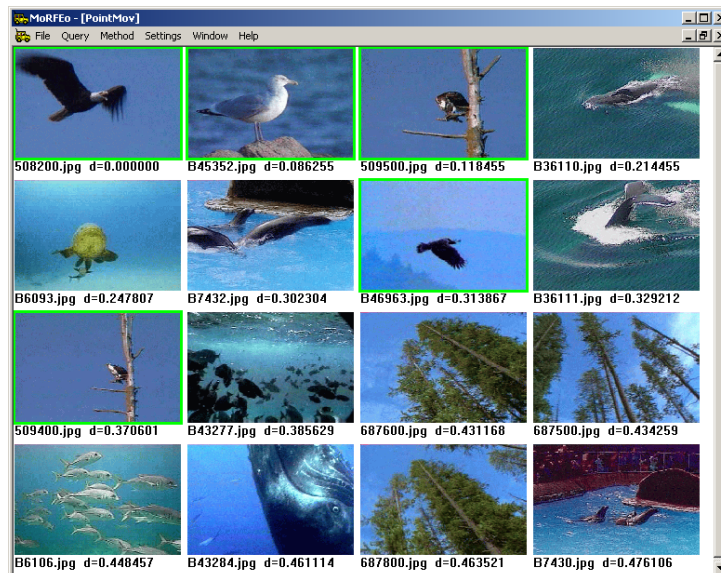 MoRFEo - [PointMov]
File Query Method Settings Window Help
508200.jpg d=0.000000 B45352.jpg d=0.086255 509500.jpg d=0.118455 B36110.jpg d=0.214455
B6093.jpg d=0.247807 B7432.jpg d=0.302304 B46963.jpg d=0.313867 B36111.jpg d=0.329212
509400.jpg d=0.370601 B43277.jpg d=0.385629 687600.jpg d=0.431168 687500.jpg d=0.434259
B6106.jpg d=0.448457 B43284.jpg d=0.461114 687800.jpg d=0.463521 B7430.jpg d=0.476106